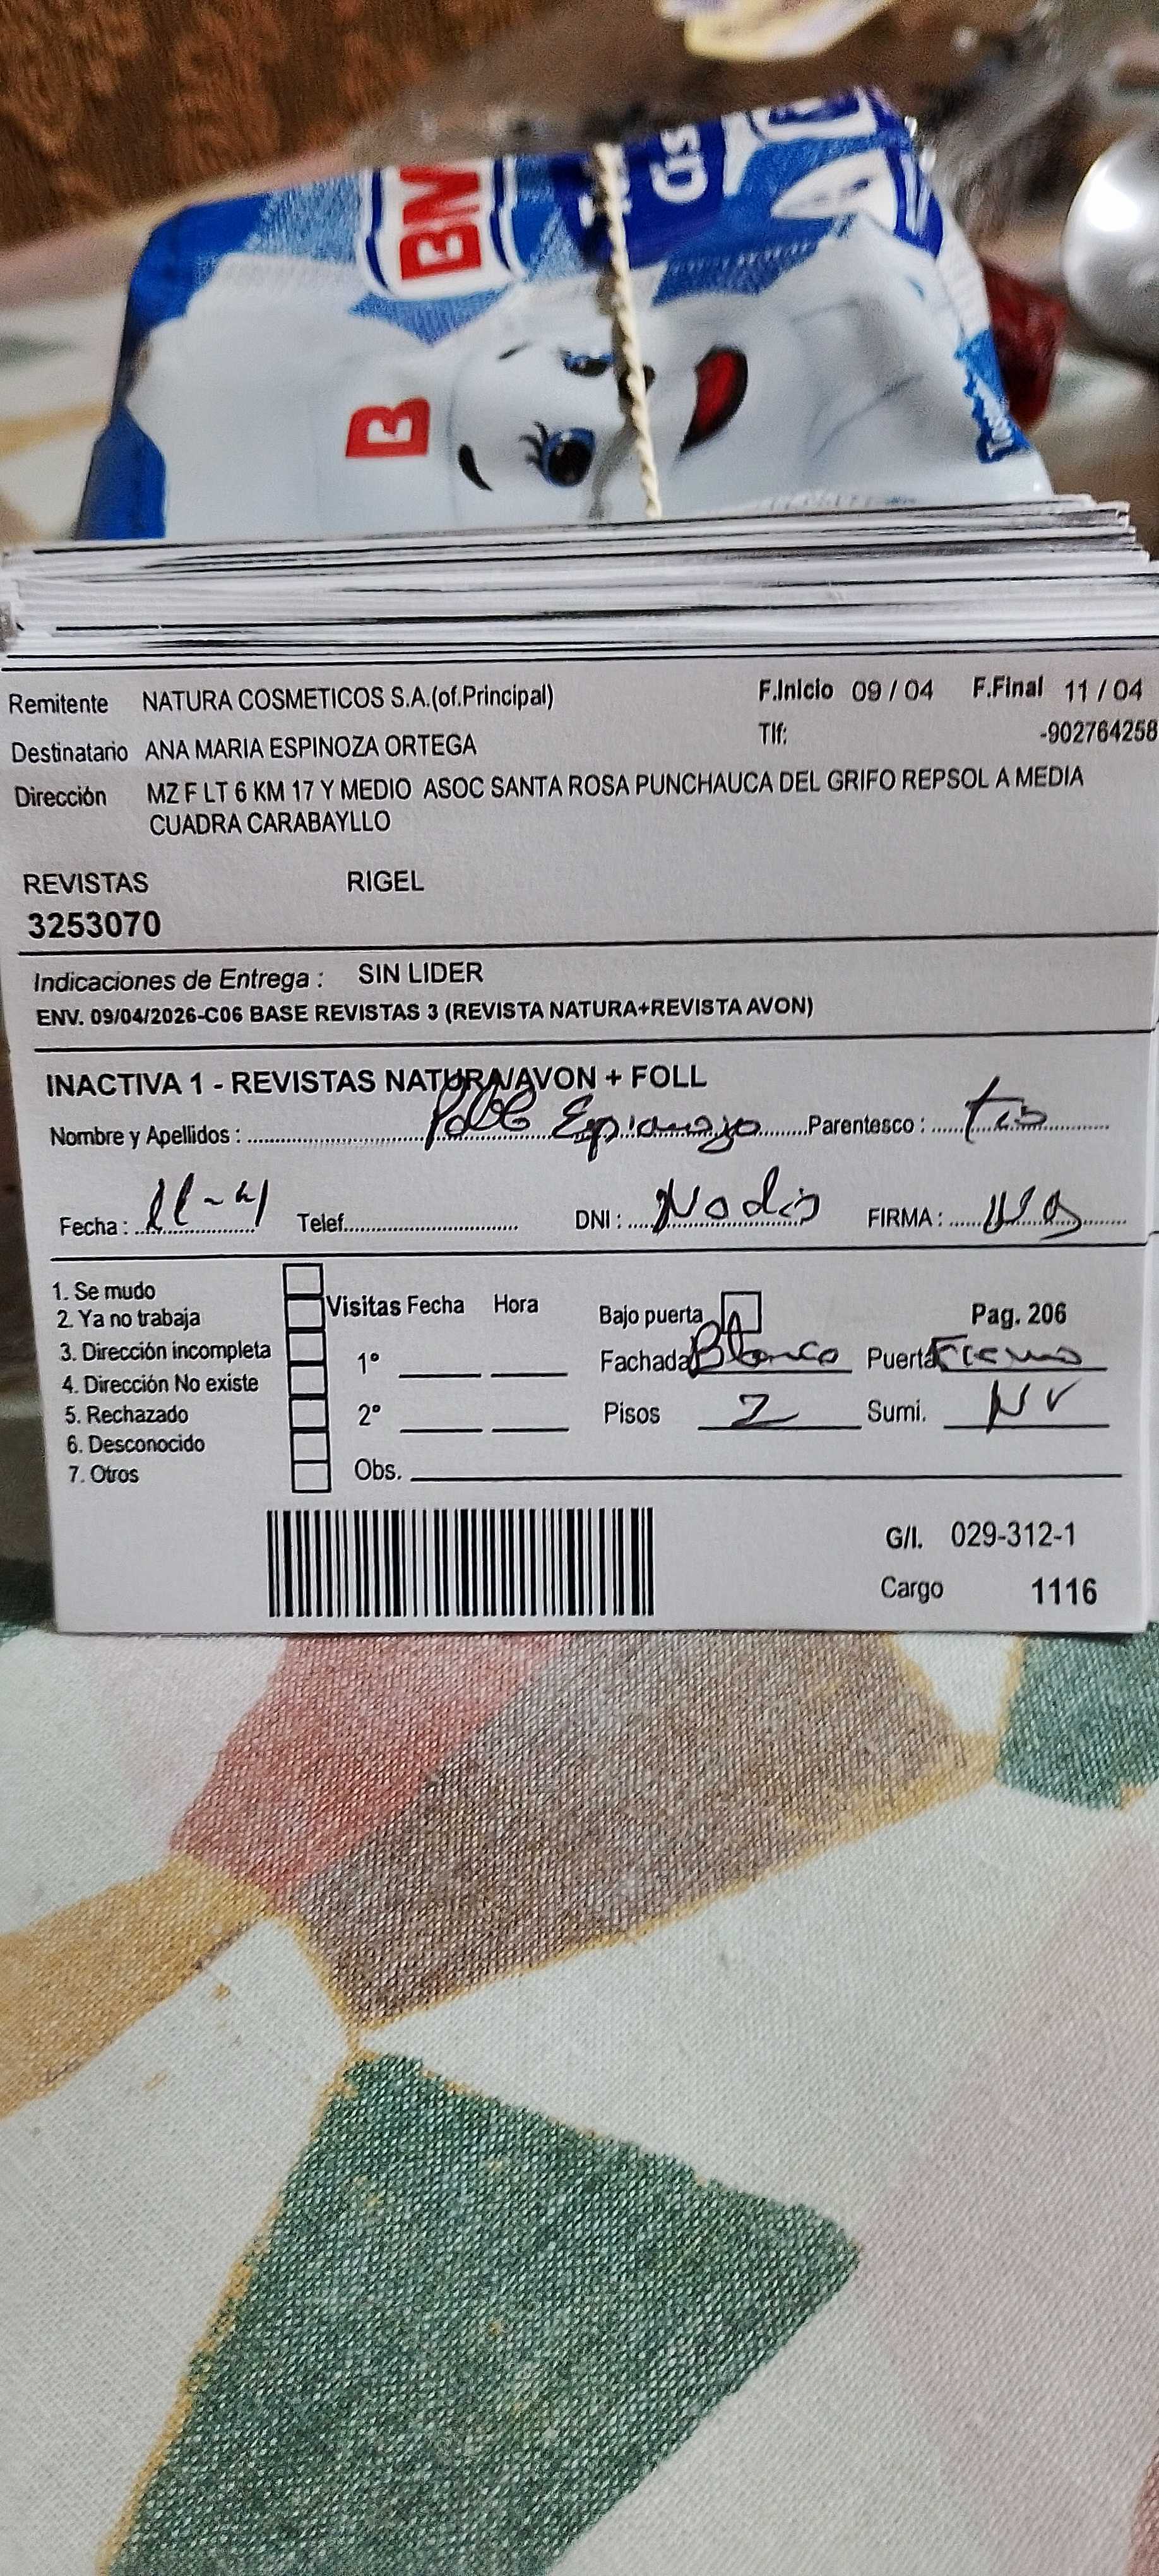 BM
B
Remitente NATURA COSMETICOS S.A.(of.Principal) F.Inicio 09 / 04 F.Final 11 / 04
Destinatario ANA MARIA ESPINOZA ORTEGA Tlf: -902764258
Dirección MZ F LT 6 KM 17 Y MEDIO ASOC SANTA ROSA PUNCHAUCA DEL GRIFO REPSOL A MEDIA
CUADRA CARABAYLLO
REVISTAS RIGEL
3253070
Indicaciones de Entrega : SIN LIDER
ENV. 09/04/2026-C06 BASE REVISTAS 3 (REVISTA NATURA+REVISTA AVON)
INACTIVA 1 - REVISTAS NATURA/AVON + FOLL
Nombre y Apellidos : Parentesco :
Fecha : Telef. DNI : No dio FIRMA :
1. Se mudo
2. Ya no trabaja Visitas Fecha Hora Bajo puerta Pag. 206
3. Dirección incompleta 1° Fachada Blanco Puerta Fierro
4. Dirección No existe
5. Rechazado 2° Pisos 2 Sumi. NV
6. Desconocido
7. Otros Obs.
G/I. 029-312-1
Cargo 1116